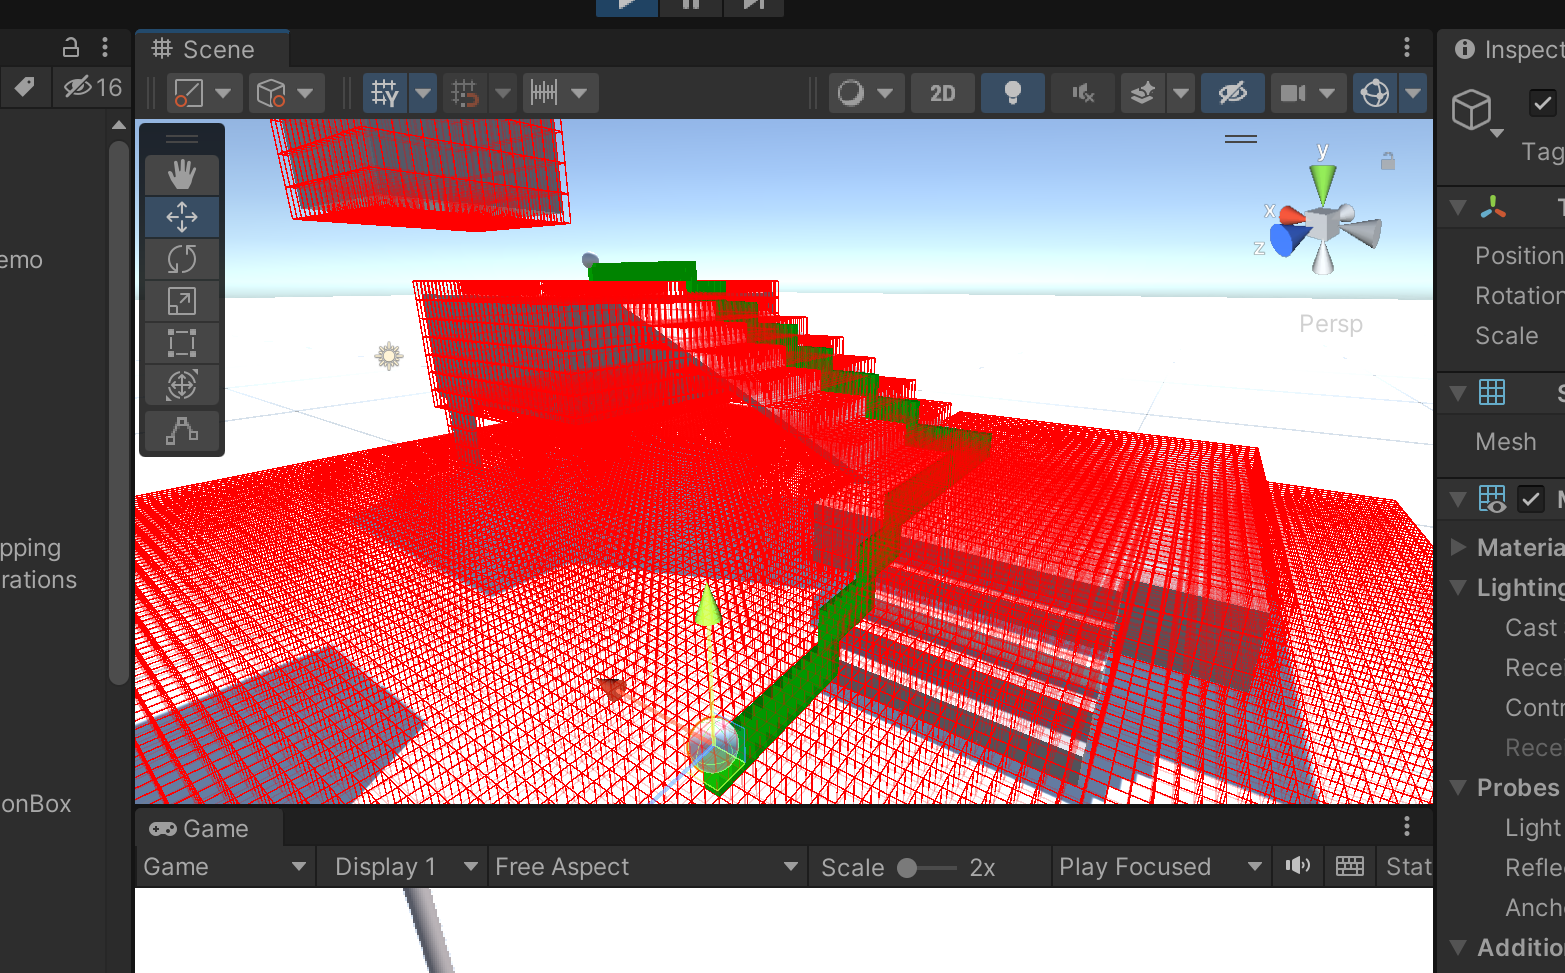 Scene
Inspect
16
2D
Tag
y
x
z
Persp
emo
Position
Rotation
Scale
Mesh
pping
rations
Materia
Lighting
Cast
Rece
Contr
Rece
onBox
Probes
Light
Refle
Ancho
Additio
Game
Game
Display 1
Free Aspect
Scale
2x
Play Focused
Stat